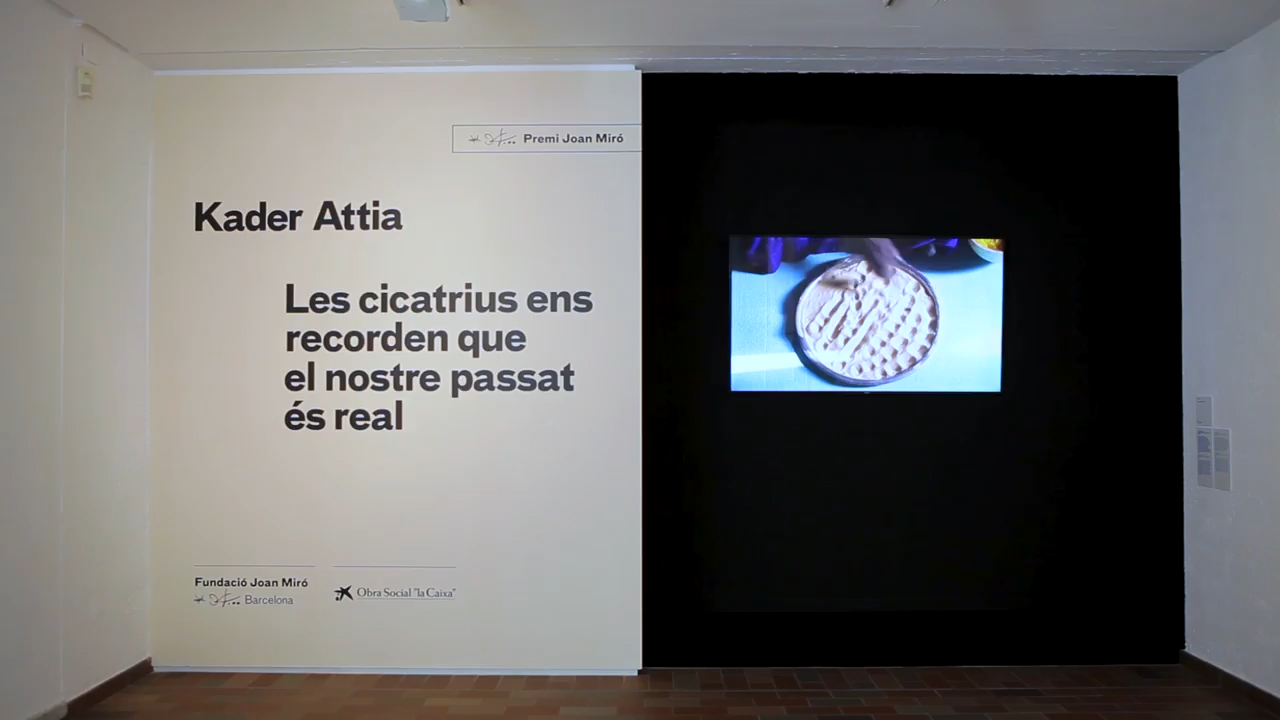 Premi Joan Miró
Kader Attia
Les cicatrius ens
recorden que
el nostre passat
és real
Fundació Joan Miró
Barcelona
Obra Social "la Caixa"